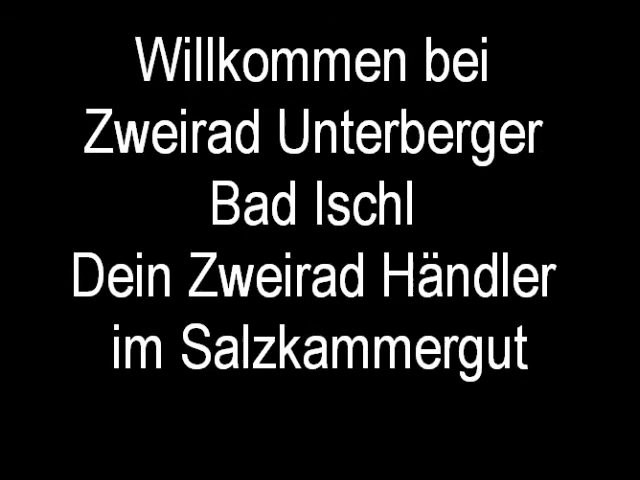 Willkommen bei
Zweirad Unterberger
Bad Ischl
Dein Zweirad Händler
im Salzkammergut